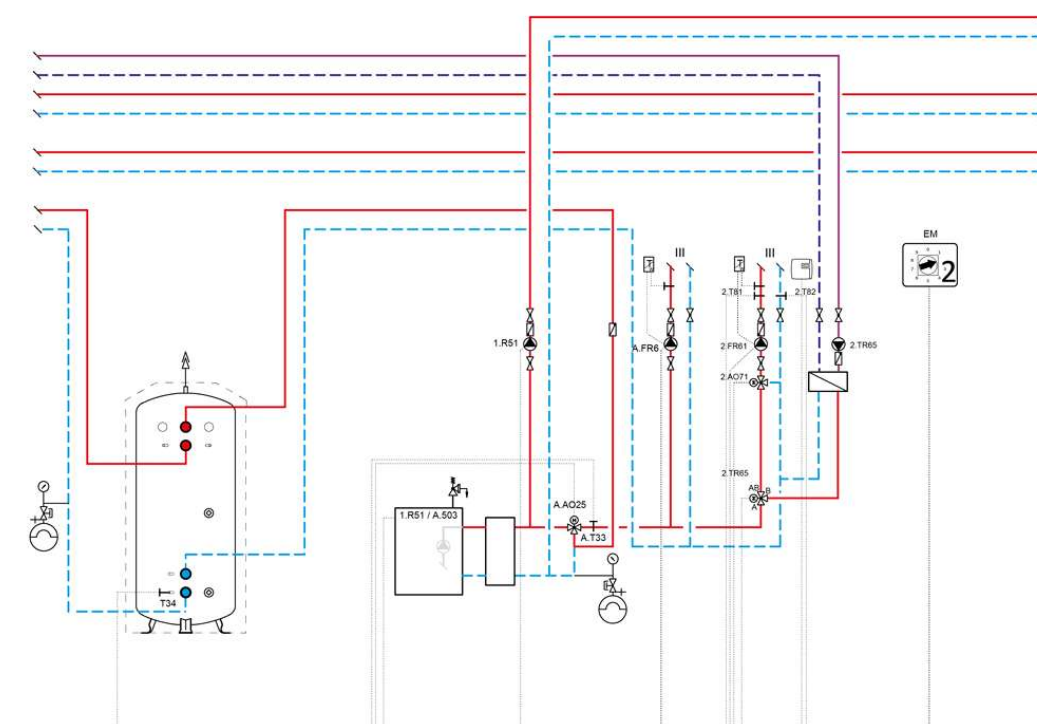 EM
III
III
2
2.T81
2.T82
1.R51
A.FR6
2.FR61
2.TR65
2.AO71
2.TR65
AB
B
A
A.AO25
1.R51 / A.503
A.T33
T34